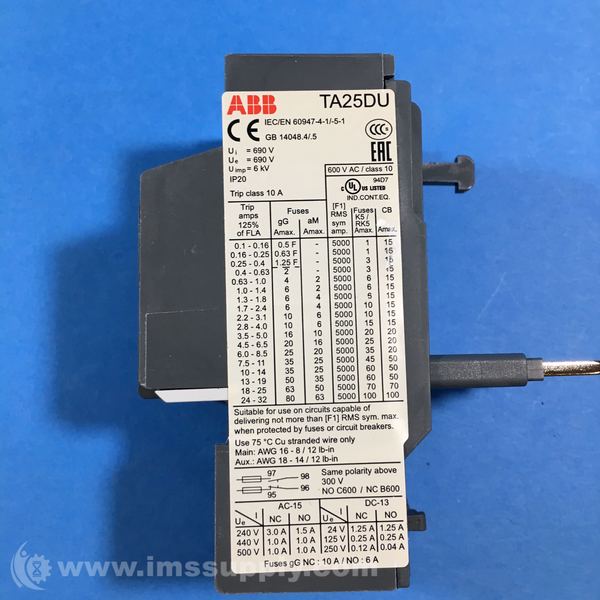 ABB TA25DU
CE IEC/EN 60947-4-1/-5-1
GB 14048.4/.5
CCC
Ui = 690 V
Ue = 690 V
Uimp = 6 kV
EAC
IP20
600 V AC / class 10
Trip class 10 A
94D7
c UL US LISTED
IND.CONT.EQ.
Trip amps 125% of FLA | Fuses gG Amax. | aM Amax. | [F1] RMS sym amp. | Fuses K5 / RK5 Amax. | CB Amax.
0.1 - 0.16 0.5 F - 5000 1 15
0.16 - 0.25 0.63 F - 5000 1 15
0.25 - 0.4 1.25 F - 5000 3 15
0.4 - 0.63 2 - 5000 3 15
0.63 - 1.0 4 2 5000 6 15
1.0 - 1.4 6 2 5000 6 15
1.3 - 1.8 6 4 5000 6 15
1.7 - 2.4 6 4 5000 10 15
2.2 - 3.1 10 6 5000 10 15
2.8 - 4.0 10 6 5000 15 15
3.5 - 5.0 16 10 5000 20 15
4.5 - 6.5 20 16 5000 25 15
6.0 - 8.5 25 20 5000 35 20
7.5 - 11 35 25 5000 45 50
10 - 14 35 25 5000 60 50
13 - 19 50 35 5000 60 50
18 - 25 63 50 5000 70 70
24 - 32 80 63 5000 100 100
Suitable for use on circuits capable of
delivering not more than [F1] RMS sym. max.
when protected by fuses or circuit breakers.
Use 75 °C Cu stranded wire only
Main: AWG 16 - 8 / 12 lb-in
Aux.: AWG 18 - 14 / 12 lb-in
97 98
95 96
Same polarity above
300 V
NO C600 / NC B600
AC-15 DC-13
Ue I NC NO Ue I NC NO
240 V 3.0 A 1.5 A 24 V 1.25 A 1.25 A
440 V 1.0 A 1.0 A 125 V 0.25 A 0.25 A
500 V 1.0 A 1.0 A 250 V 0.12 A 0.04 A
Fuses gG NC : 10 A / NO : 6 A
© www.imssupply.com